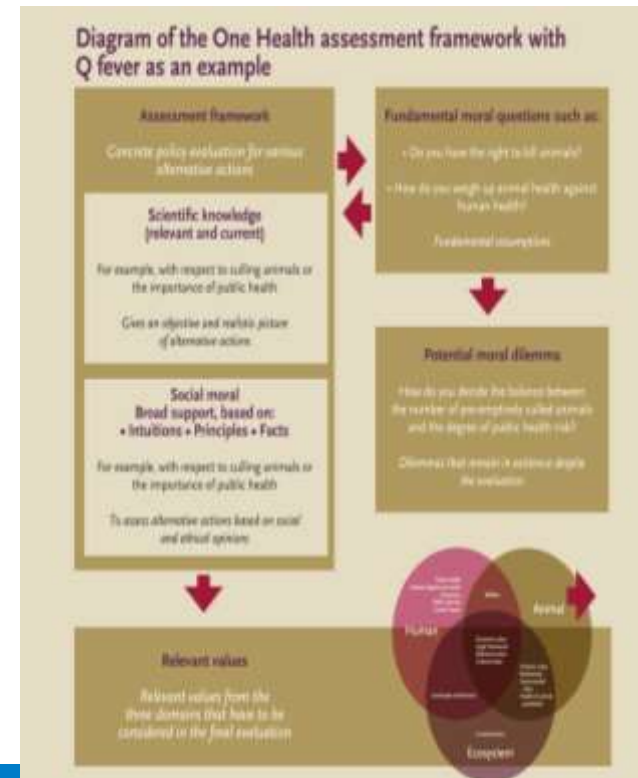 Diagram of the One Health assessment framework with
Q fever as an example
Assessment framework
Concrete policy evaluation for various
alternative actions
Scientific knowledge
(relevant and current)
For example, with respect to culling animals or
the importance of public health
Gives an objective and realistic picture
of alternative actions
Social moral
Broad support, based on:
• Intuitions • Principles • Facts
For example, with respect to culling animals or
the importance of public health
To assess alternative actions based on social
and ethical opinions
Fundamental moral questions such as:
• Do you have the right to kill animals?
• How do you weigh up animal health against
human health?
Fundamental assumptions
Potential moral dilemma
How do you decide the balance between
the number of pre-emptively culled animals
and the degree of public health risk?
Dilemmas that remain in existence despite
the evaluation
Relevant values
Relevant values from the
three domains that have to be
considered in the final evaluation
Human
Animal
Ecosystem